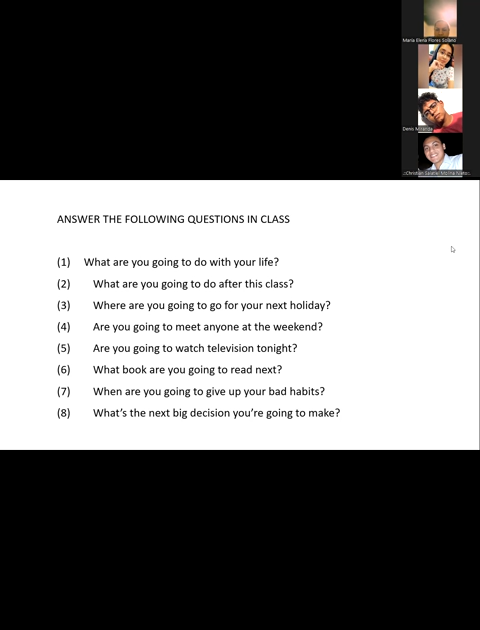 María Elena Flores Solano
Denis Miranda
ANSWER THE FOLLOWING QUESTIONS IN CLASS
(1) What are you going to do with your life?
(2) What are you going to do after this class?
(3) Where are you going to go for your next holiday?
(4) Are you going to meet anyone at the weekend?
(5) Are you going to watch television tonight?
(6) What book are you going to read next?
(7) When are you going to give up your bad habits?
(8) What's the next big decision you're going to make?